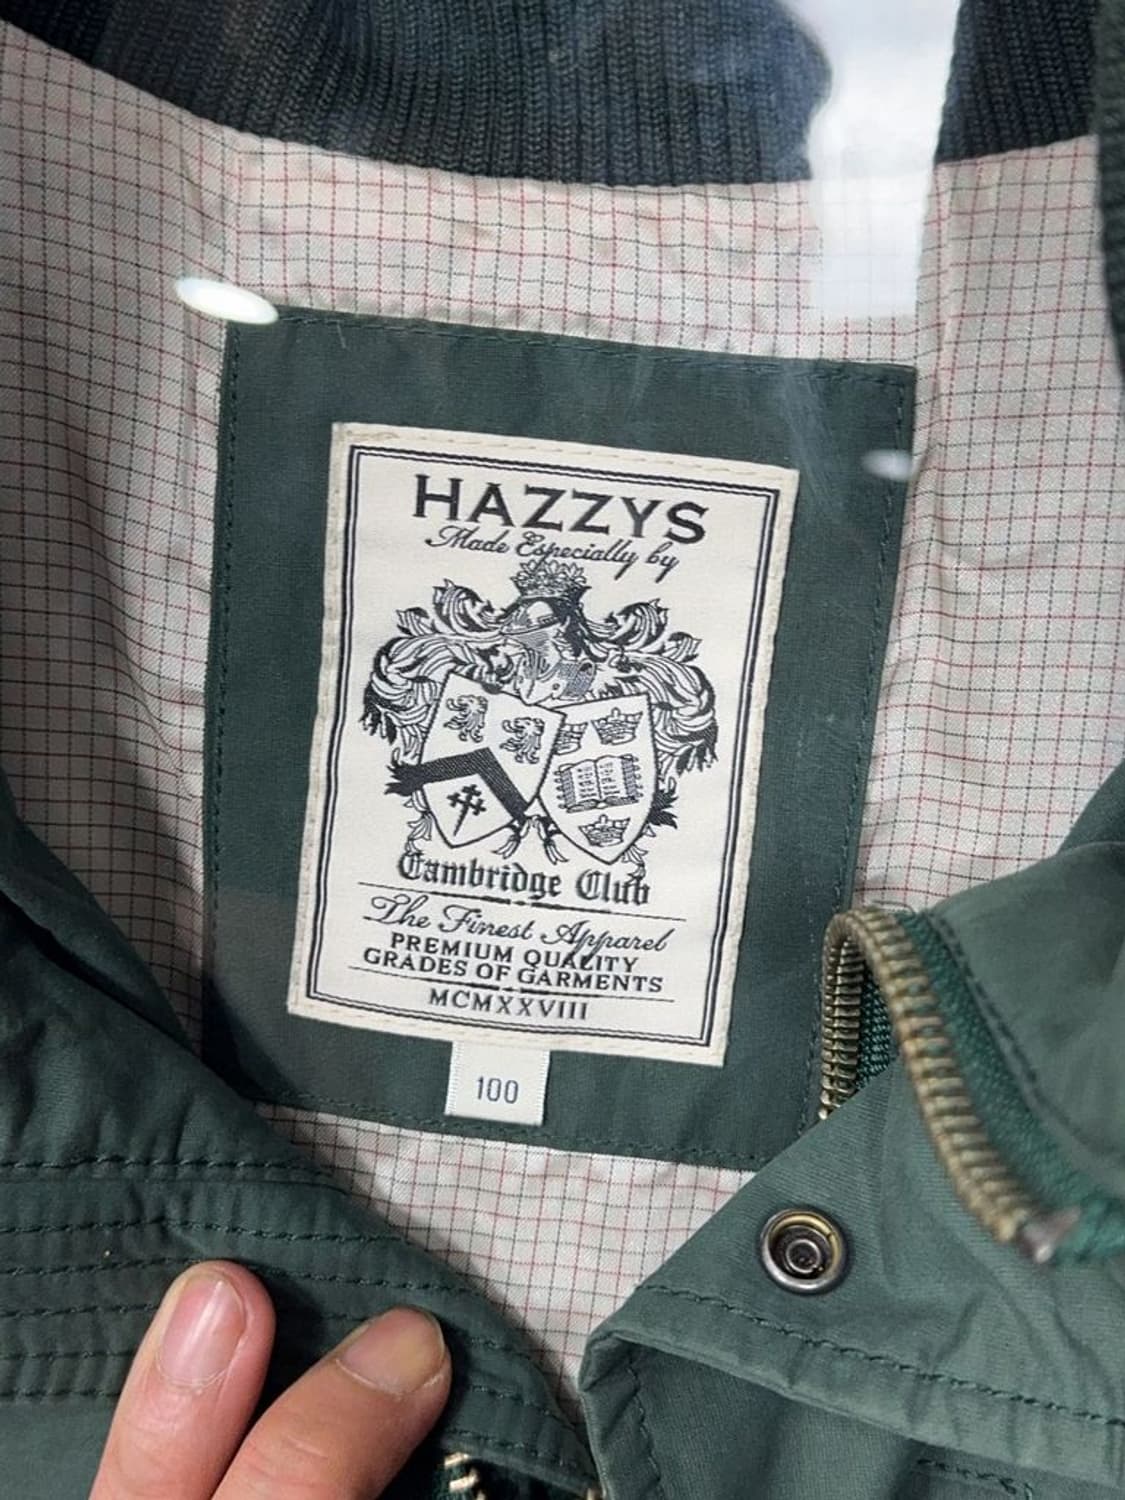 HAZZYS
Made Especially by
Cambridge Club
The Finest Apparel
PREMIUM QUALITY
GRADES OF GARMENTS
MCMXXVIII
100